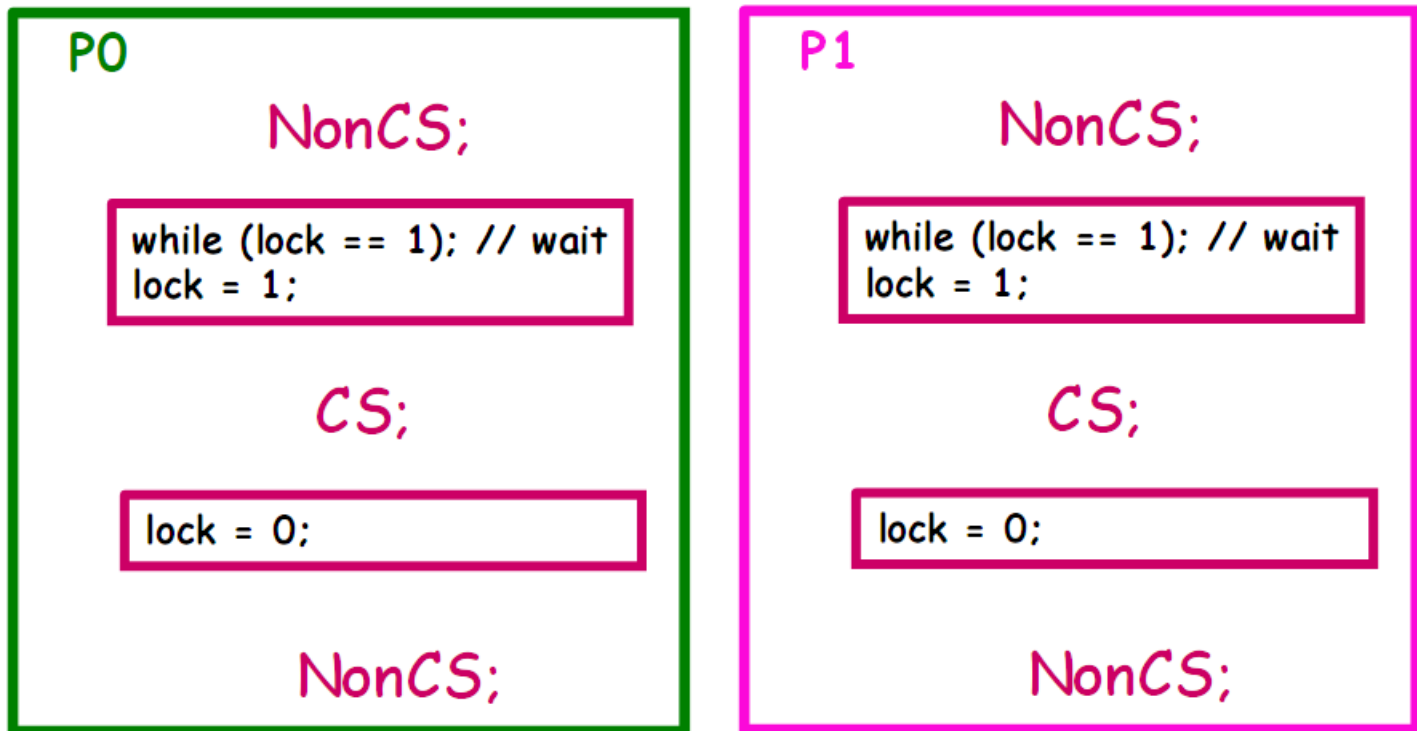 P0
NonCS;
while (lock == 1); // wait
lock = 1;
CS;
lock = 0;
NonCS;
P1
NonCS;
while (lock == 1); // wait
lock = 1;
CS;
lock = 0;
NonCS;